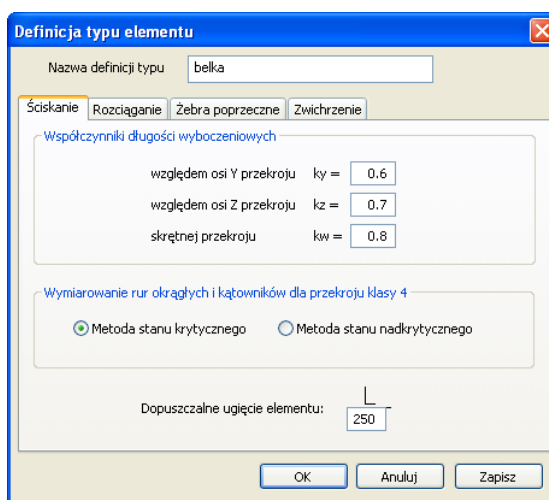 Definicja typu elementu
Nazwa definicji typu belka
Ściskanie Rozciąganie Żebra poprzeczne Zwichrzenie
Współczynniki długości wyboczeniowych
względem osi Y przekroju ky = 0.6
względem osi Z przekroju kz = 0.7
skrętnej przekroju kw = 0.8
Wymiarowanie rur okrągłych i kątowników dla przekroju klasy 4
Metoda stanu krytycznego Metoda stanu nadkrytycznego
L
Dopuszczalne ugięcie elementu:
250
OK Anuluj Zapisz